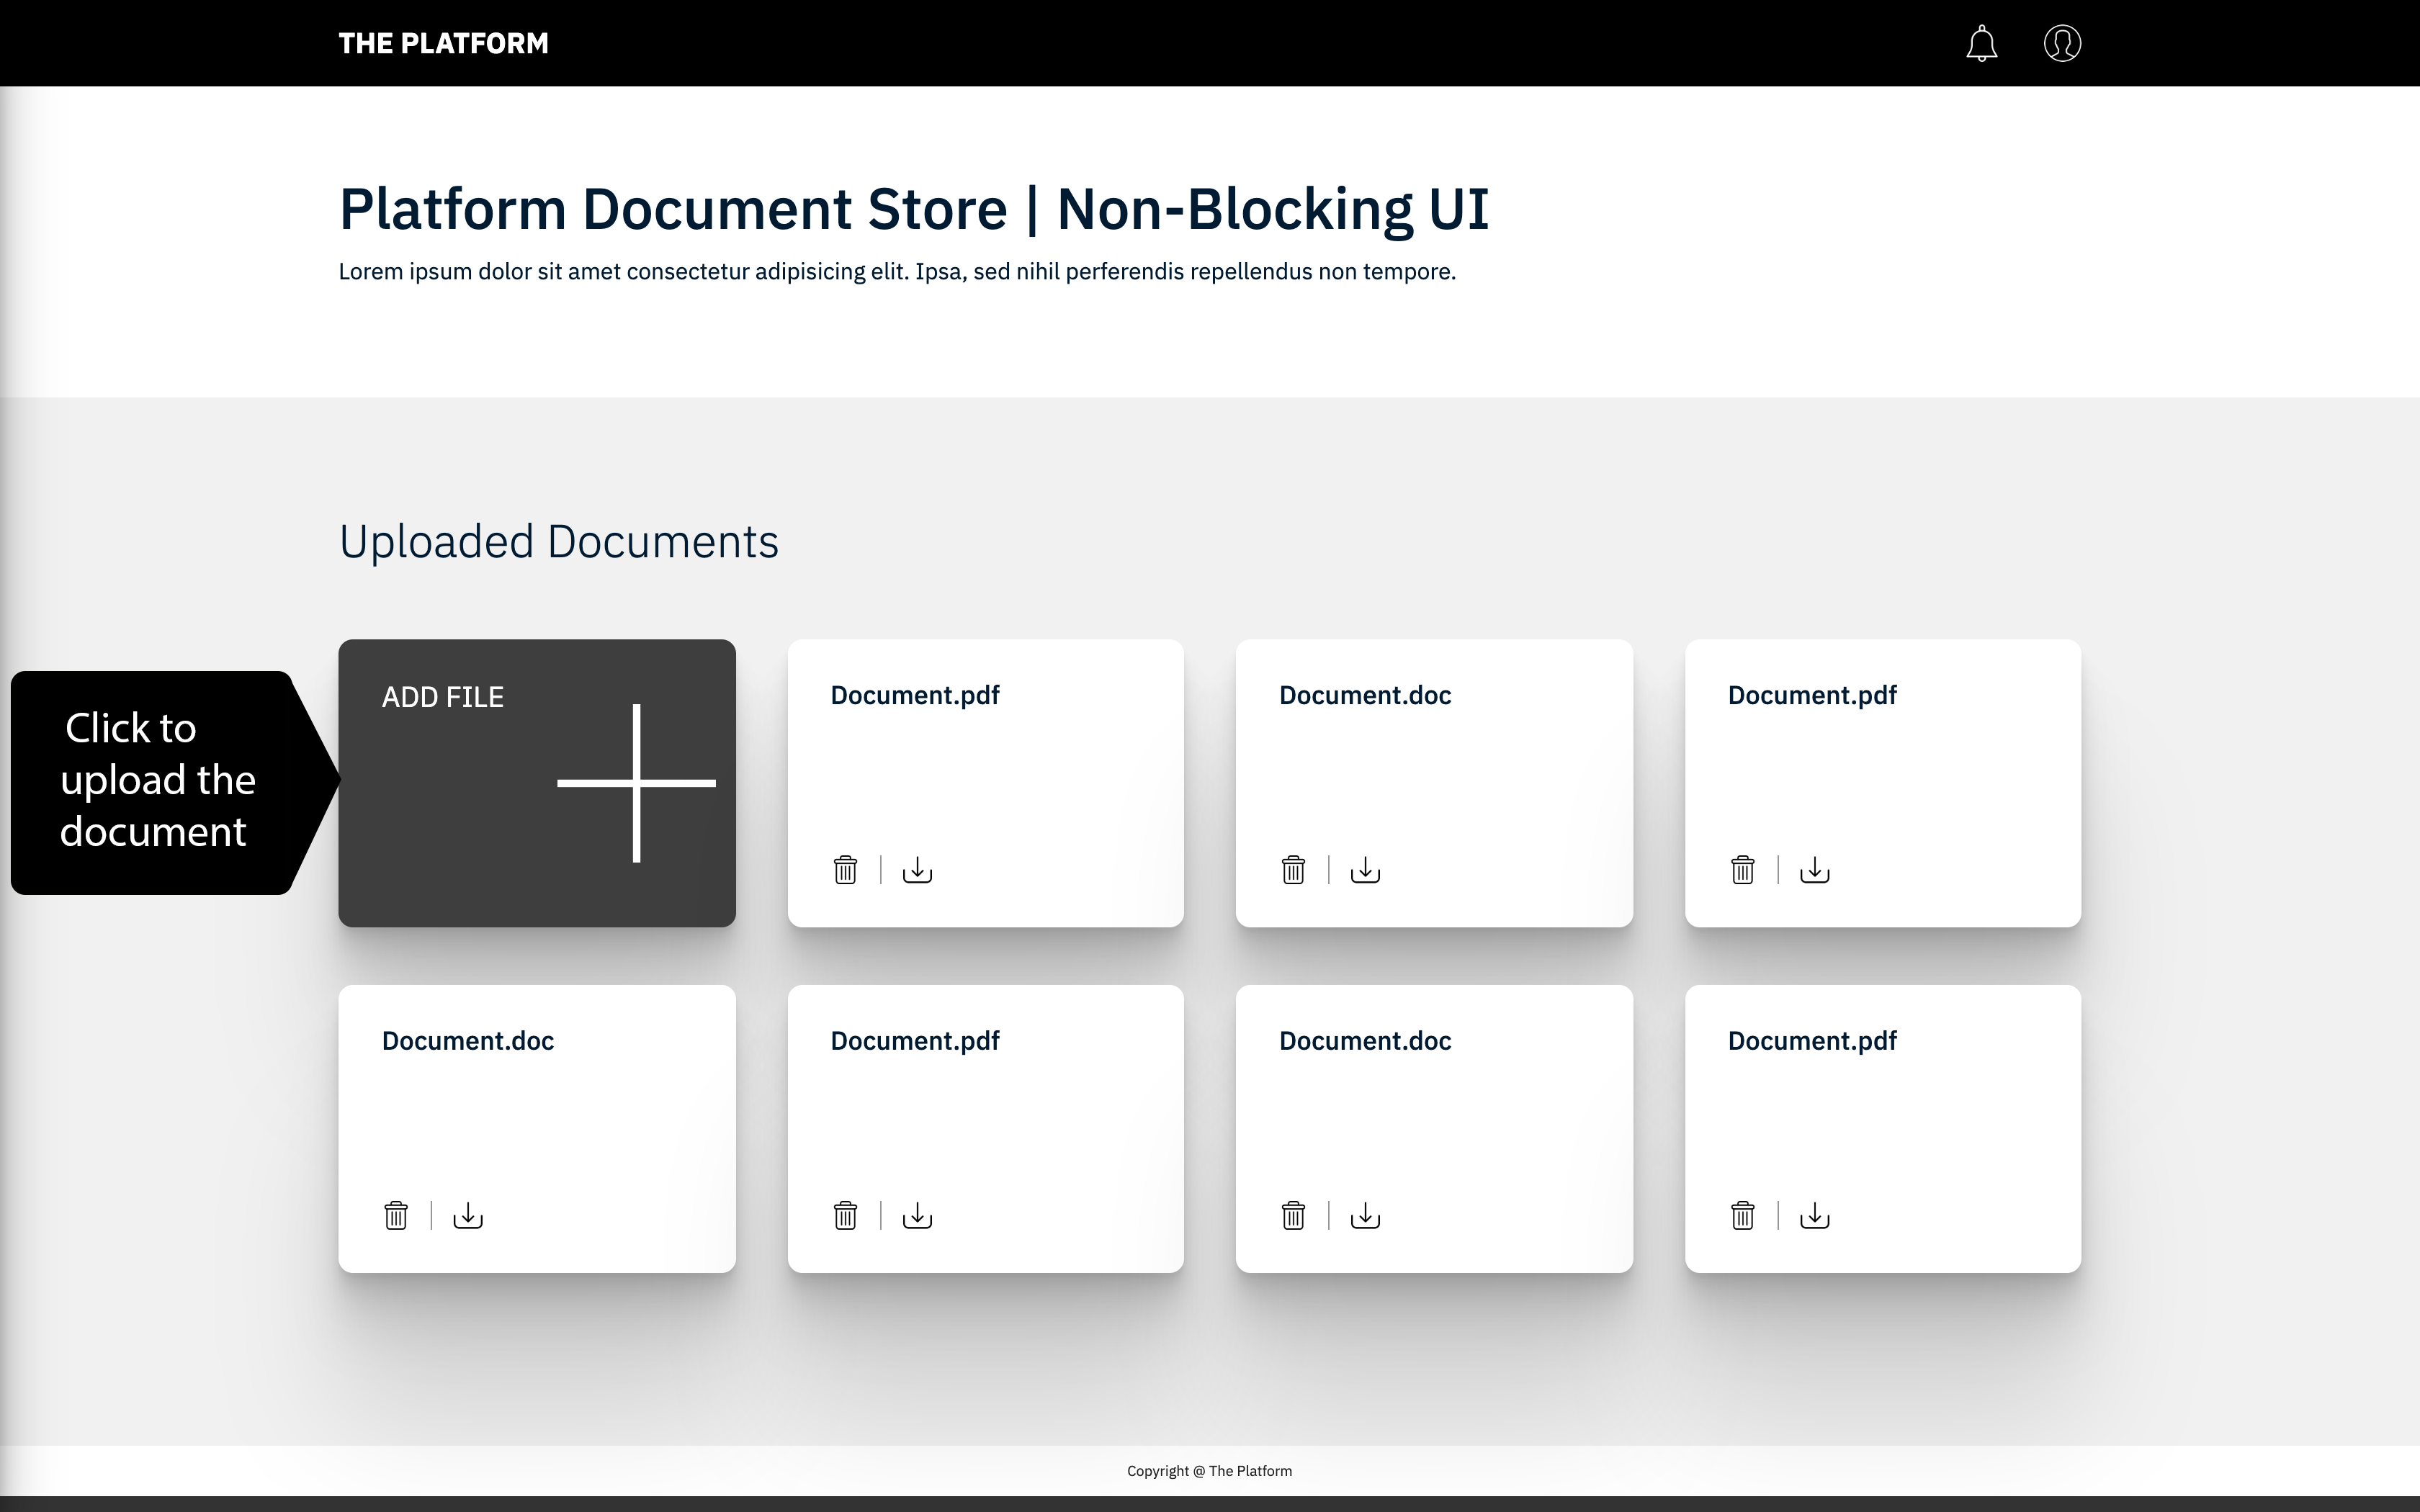 THE PLATFORM
Platform Document Store | Non-Blocking UI
Lorem ipsum dolor sit amet consectetur adipisicing elit. Ipsa, sed nihil perferendis repellendus non tempore.
Uploaded Documents
Click to
upload the
document
ADD FILE
Document.pdf
Document.doc
Document.pdf
Document.doc
Document.pdf
Document.doc
Document.pdf
Copyright @ The Platform